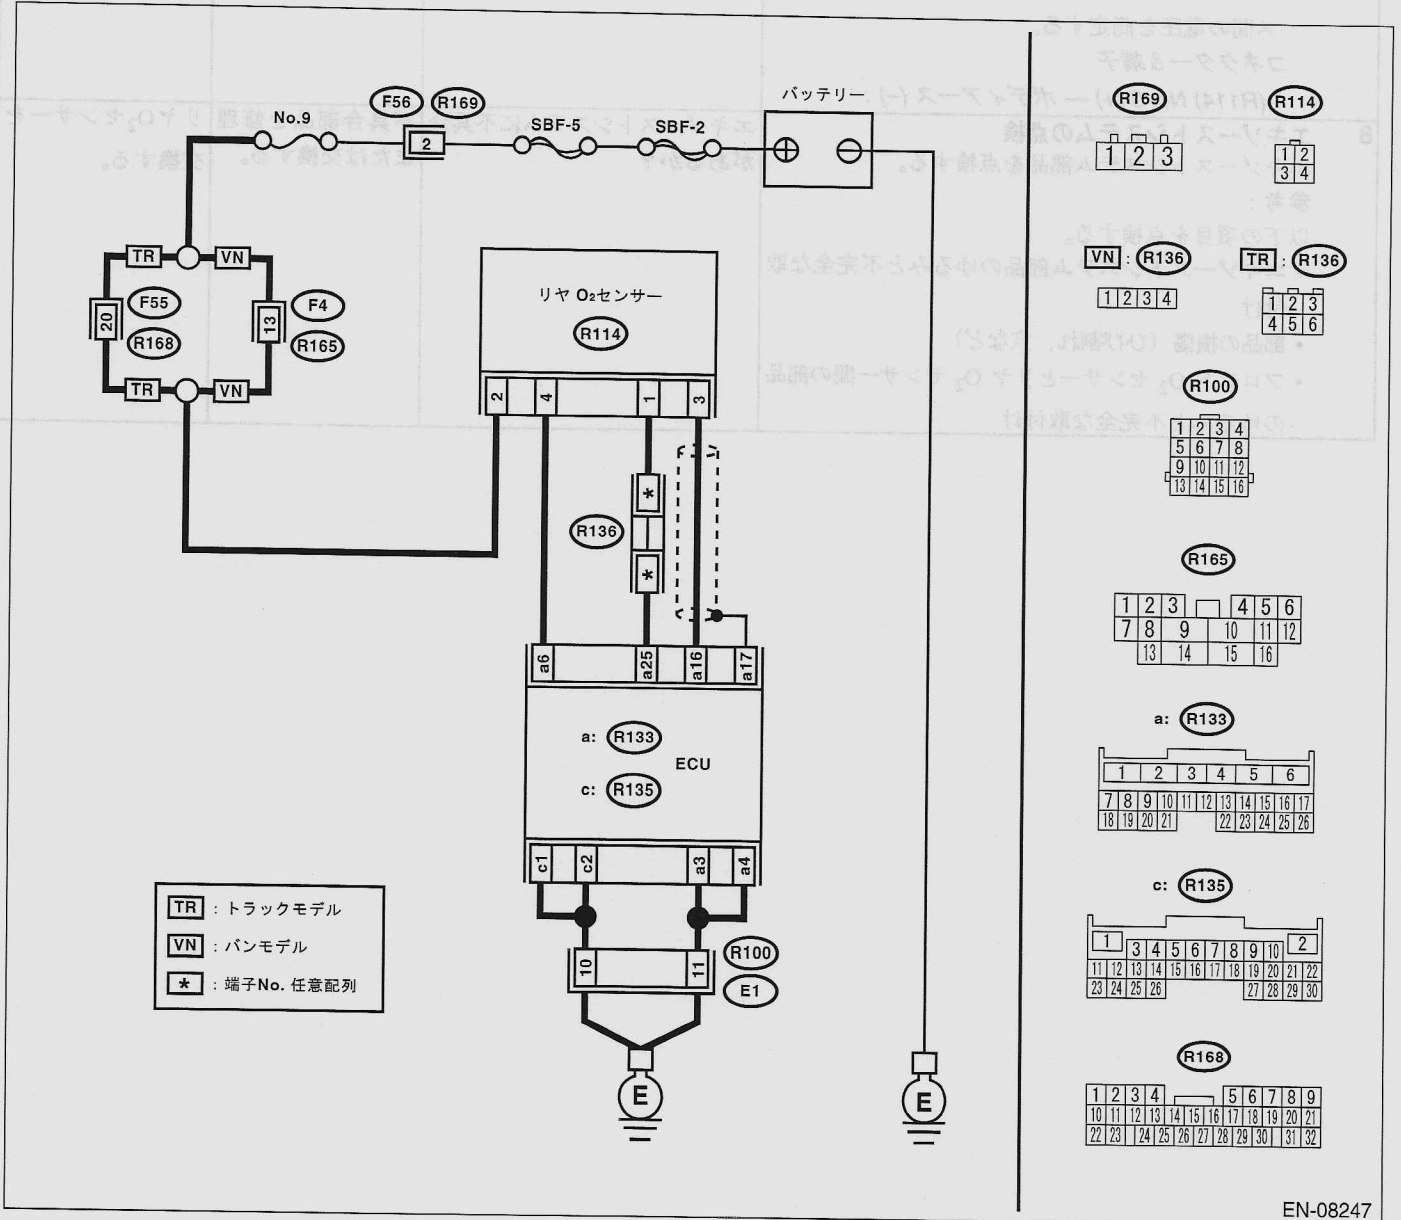 バッテリー
No.9
F56 R169
2
SBF-5
SBF-2
TR
VN
20
F55
R168
13
F4
R165
TR
VN
リヤ O₂センサー
R114
2 4 1 3
*
R136
*
a6 a25 a16 a17
a: R133
ECU
c: R135
c1 c2 a3 a4
10 11
R100
E1
E
E
TR : トラックモデル
VN : バンモデル
* : 端子No. 任意配列
R169
1 2 3
R114
1 2
3 4
VN : R136
1 2 3 4
TR : R136
1 2 3
4 5 6
R100
1 2 3 4
5 6 7 8
9 10 11 12
13 14 15 16
R165
1 2 3 4 5 6
7 8 9 10 11 12
13 14 15 16
a: R133
1 2 3 4 5 6
7 8 9 10 11 12 13 14 15 16 17
18 19 20 21 22 23 24 25 26
c: R135
1 2
3 4 5 6 7 8 9 10
11 12 13 14 15 16 17 18 19 20 21 22
23 24 25 26 27 28 29 30
R168
1 2 3 4 5 6 7 8 9
10 11 12 13 14 15 16 17 18 19 20 21
22 23 24 25 26 27 28 29 30 31 32
EN-08247